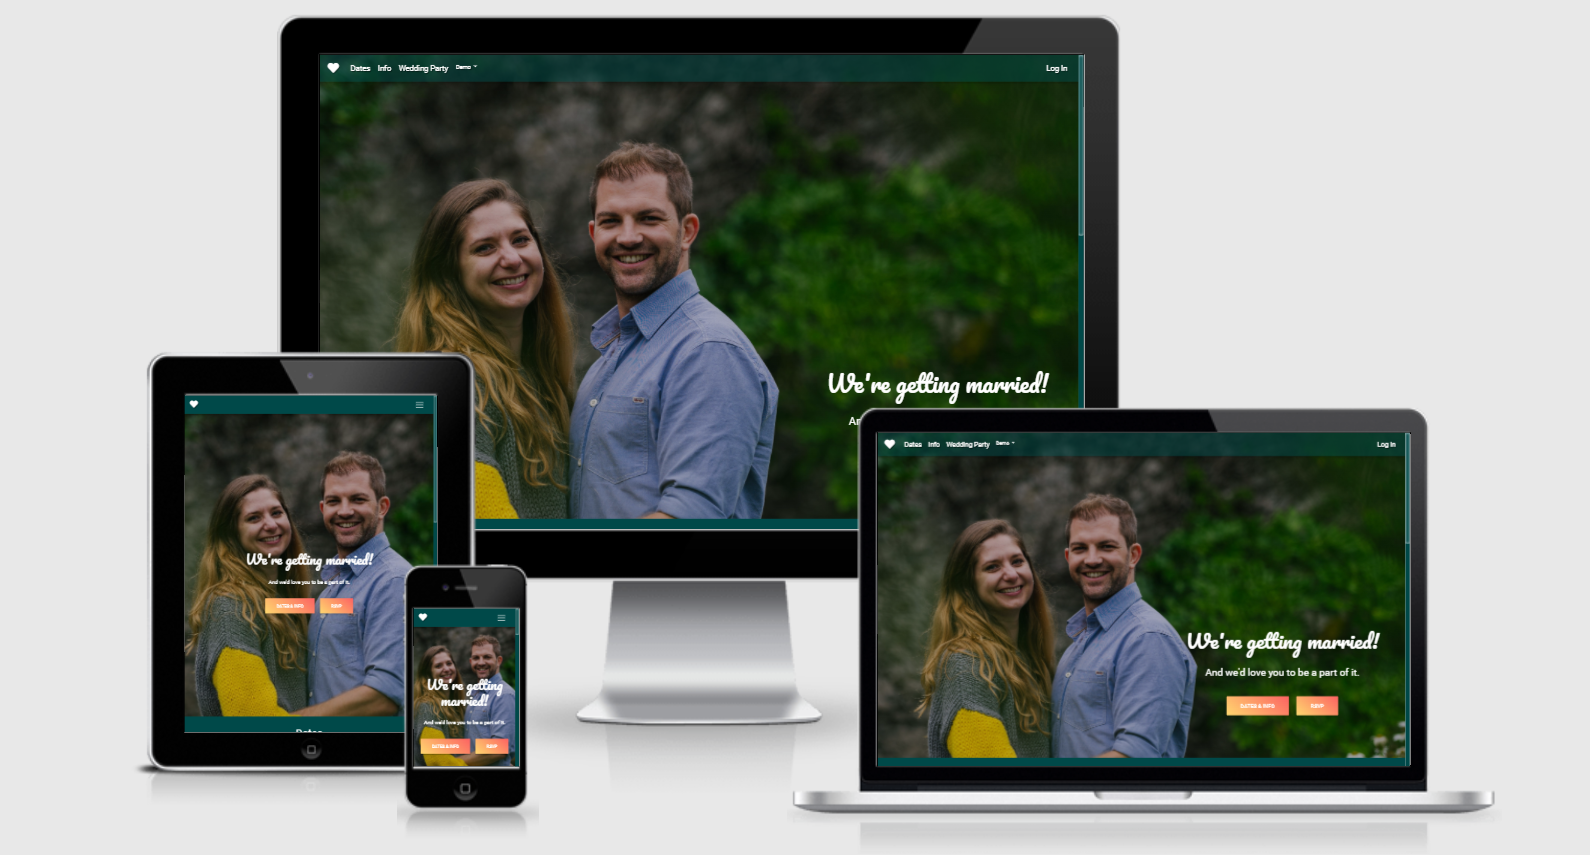 Dates Info Wedding Party Demo
Log In
We're getting married!
An
We're getting married!
And we'd love you to be a part of it.
DATES & INFO RSVP
Dates
We're getting
married!
And we'd love you to be a part of it.
DATES & INFO RSVP
Dates Info Wedding Party Demo
Log In
We're getting married!
And we'd love you to be a part of it.
DATES & INFO RSVP